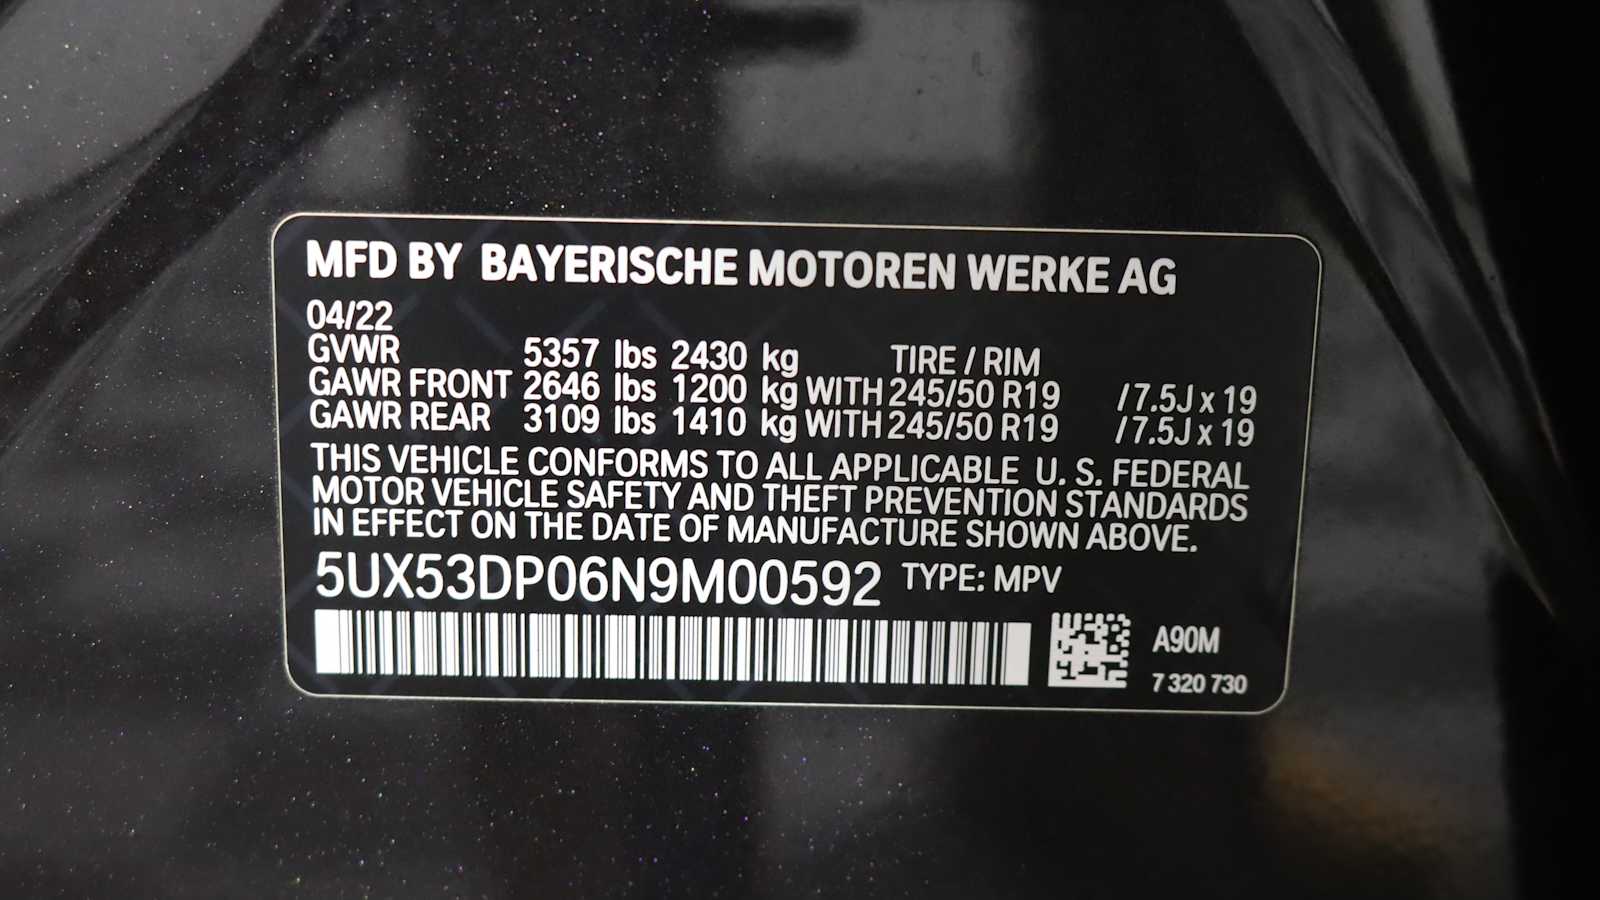 MFD BY BAYERISCHE MOTOREN WERKE AG
04/22
GVWR 5357 lbs 2430 kg TIRE / RIM
GAWR FRONT 2646 lbs 1200 kg WITH 245/50 R19 /7.5J x 19
GAWR REAR 3109 lbs 1410 kg WITH 245/50 R19 /7.5J x 19
THIS VEHICLE CONFORMS TO ALL APPLICABLE U. S. FEDERAL
MOTOR VEHICLE SAFETY AND THEFT PREVENTION STANDARDS
IN EFFECT ON THE DATE OF MANUFACTURE SHOWN ABOVE.
5UX53DP06N9M00592 TYPE: MPV
A90M
7 320 730